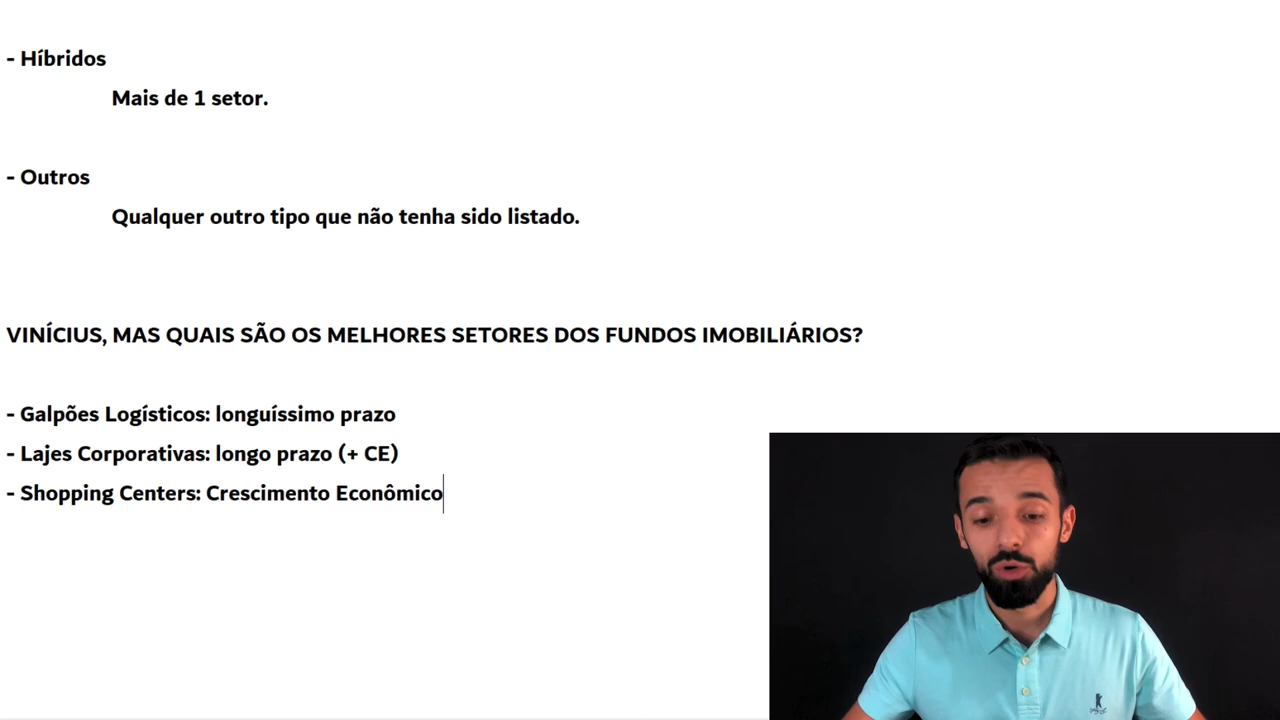 - Híbridos
Mais de 1 setor.
- Outros
Qualquer outro tipo que não tenha sido listado.
VINÍCIUS, MAS QUAIS SÃO OS MELHORES SETORES DOS FUNDOS IMOBILIÁRIOS?
- Galpões Logísticos: longuíssimo prazo
- Lajes Corporativas: longo prazo (+ CE)
- Shopping Centers: Crescimento Econômico